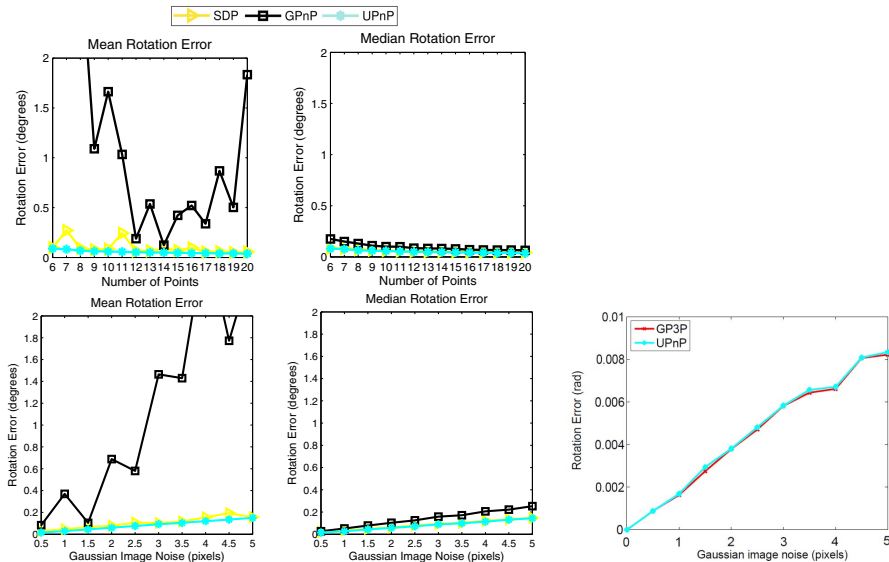 SDP GPnP UPnP
Mean Rotation Error
Rotation Error (degrees)
2
1.5
1
0.5
0
6 7 8 9 10 11 12 13 14 15 16 17 18 19 20
Number of Points
Median Rotation Error
Rotation Error (degrees)
2
1.5
1
0.5
0
6 7 8 9 10 11 12 13 14 15 16 17 18 19 20
Number of Points
Mean Rotation Error
Rotation Error (degrees)
2
1.8
1.6
1.4
1.2
1
0.8
0.6
0.4
0.2
0
0.5 1 1.5 2 2.5 3 3.5 4 4.5 5
Gaussian Image Noise (pixels)
Median Rotation Error
Rotation Error (degrees)
2
1.8
1.6
1.4
1.2
1
0.8
0.6
0.4
0.2
0
0.5 1 1.5 2 2.5 3 3.5 4 4.5 5
Gaussian Image Noise (pixels)
GP3P
UPnP
Rotation Error (rad)
0.01
0.008
0.006
0.004
0.002
0
0 1 2 3 4 5
Gaussian image noise (pixels)